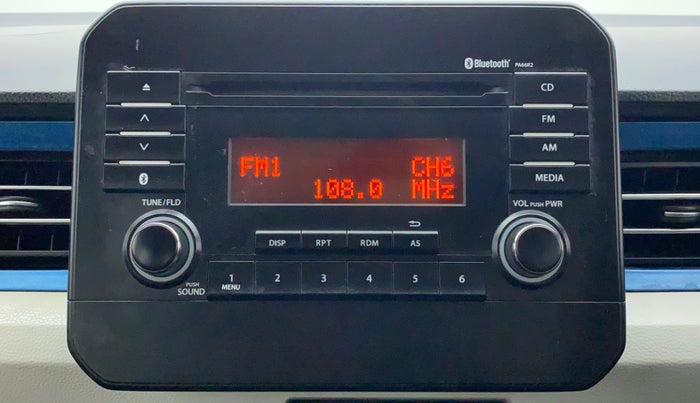 Bluetooth PA66R2
CD
FM
AM
MEDIA
FM1 CH6
108.0 MHz
TUNE/FLD
VOL PUSH PWR
DISP RPT RDM AS
PUSH
SOUND
1 2 3 4 5 6
MENU